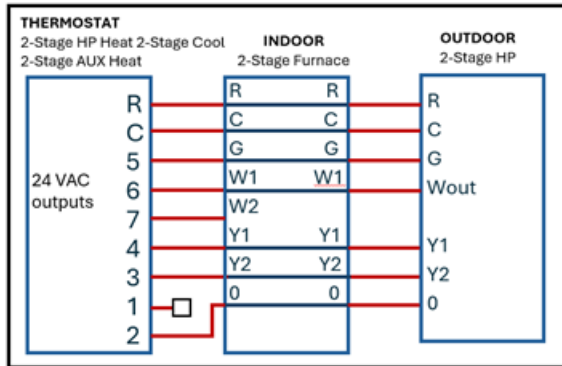 THERMOSTAT
2-Stage HP Heat 2-Stage Cool
2-Stage AUX Heat
INDOOR
2-Stage Furnace
OUTDOOR
2-Stage HP
24 VAC
outputs
R
C
5
6
7
4
3
1
2
R R
C C
G G
W1 W1
W2
Y1 Y1
Y2 Y2
0 0
R
C
G
Wout
Y1
Y2
0